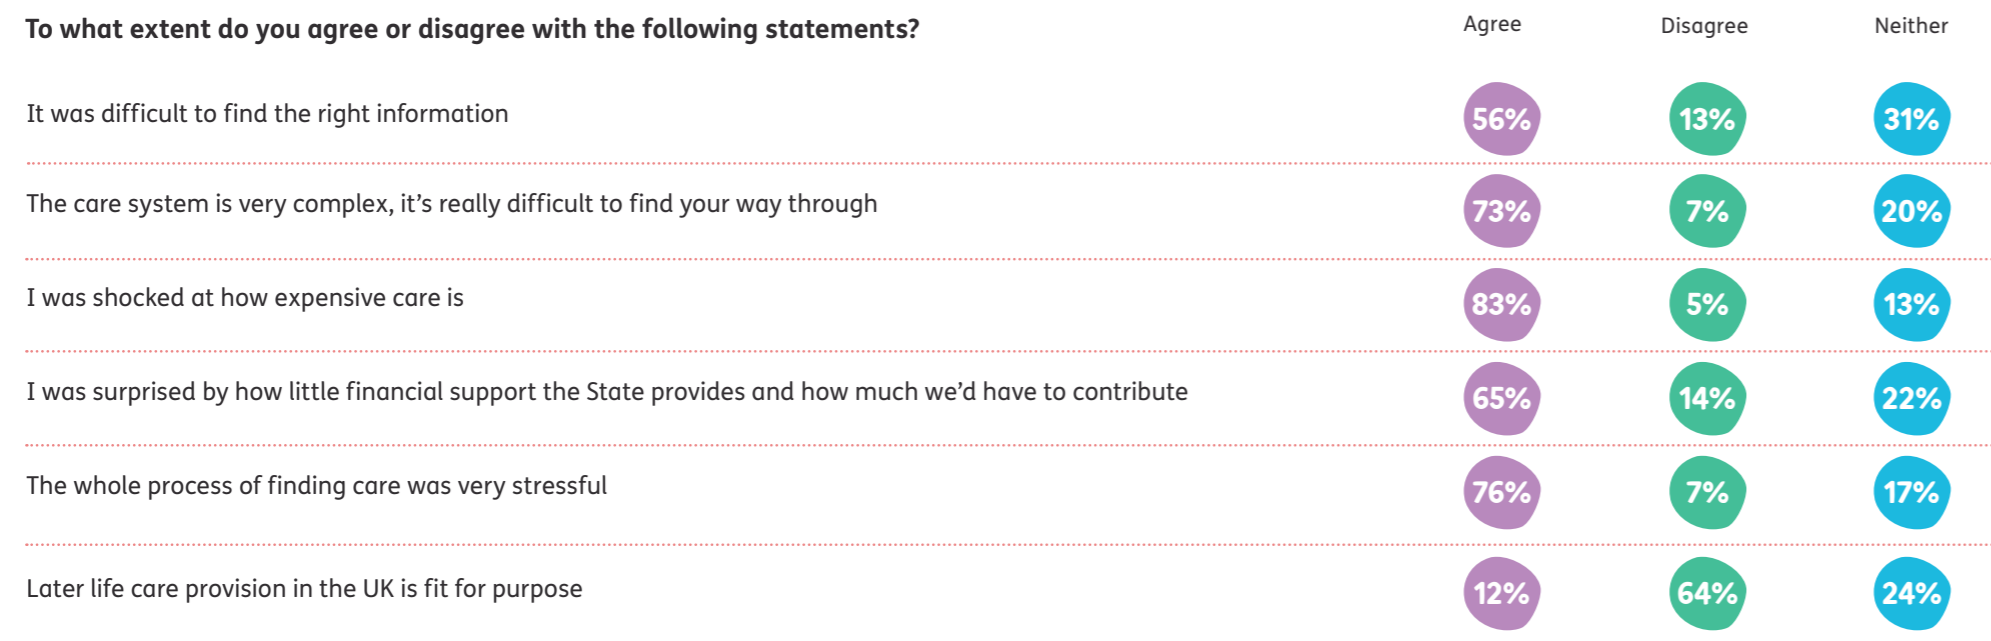 To what extent do you agree or disagree with the following statements? Agree Disagree Neither
It was difficult to find the right information 56% 13% 31%
The care system is very complex, it’s really difficult to find your way through 73% 7% 20%
I was shocked at how expensive care is 83% 5% 13%
I was surprised by how little financial support the State provides and how much we’d have to contribute 65% 14% 22%
The whole process of finding care was very stressful 76% 7% 17%
Later life care provision in the UK is fit for purpose 12% 64% 24%